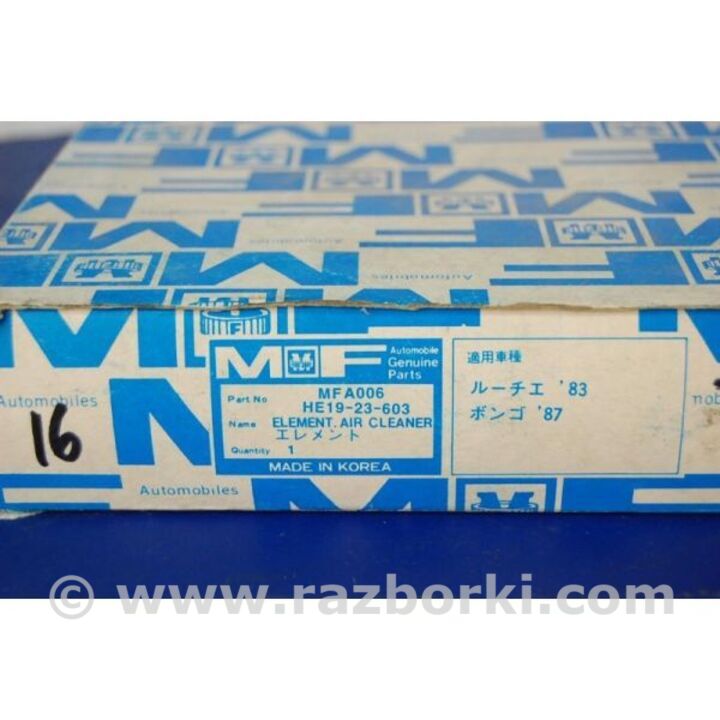 Automobiles
Automobiles
M F Automobile
Genuine
Parts
Part No MFA006
HE19-23-603
Name ELEMENT. AIR CLEANER
エレメント
Quantity 1
MADE IN KOREA
適用車種
ルーチエ '83
ボンゴ '87
Automobiles
16
Automobiles
© www.razborki.com